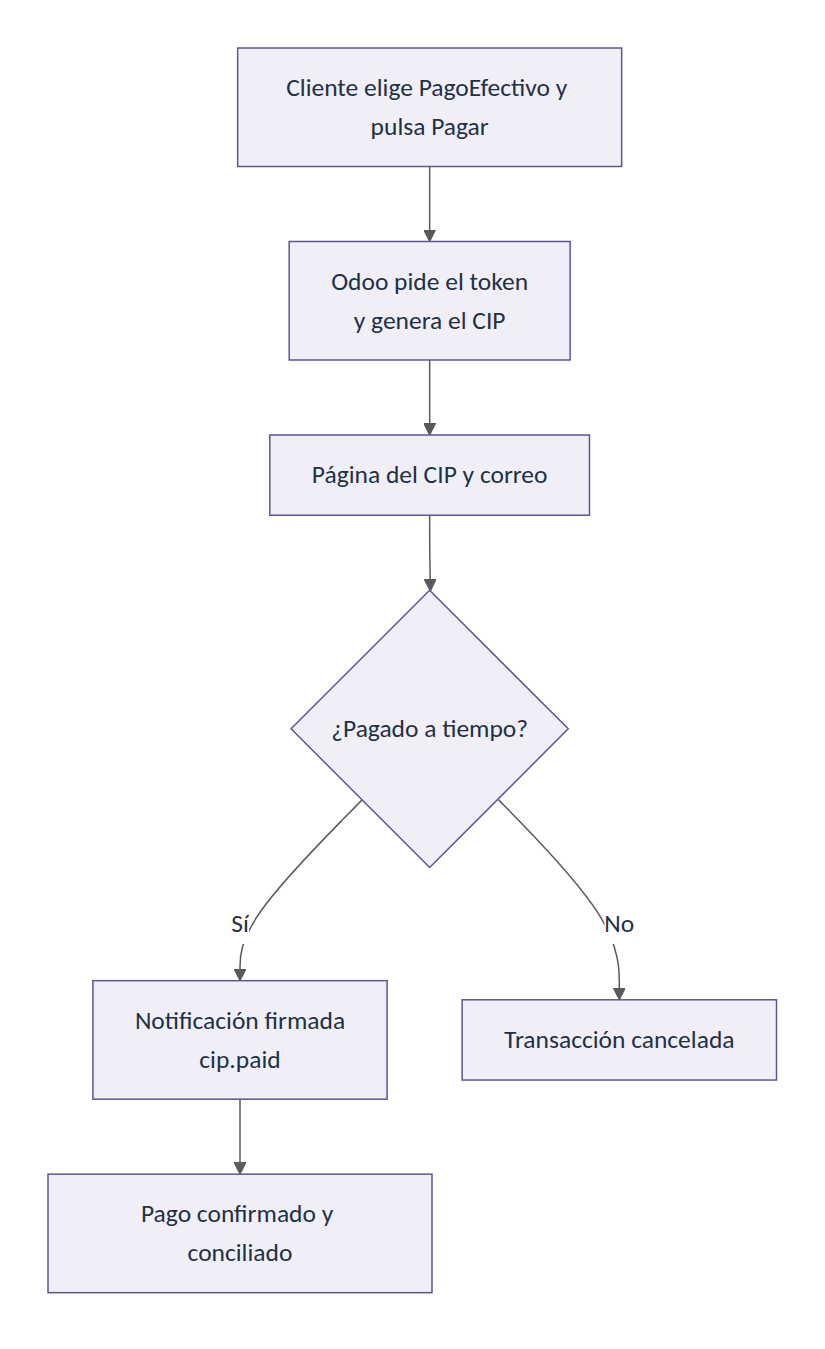 Cliente elige PagoEfectivo y
pulsa Pagar
Odoo pide el token
y genera el CIP
Página del CIP y correo
¿Pagado a tiempo?
Sí
No
Notificación firmada
cip.paid
Transacción cancelada
Pago confirmado y
conciliado